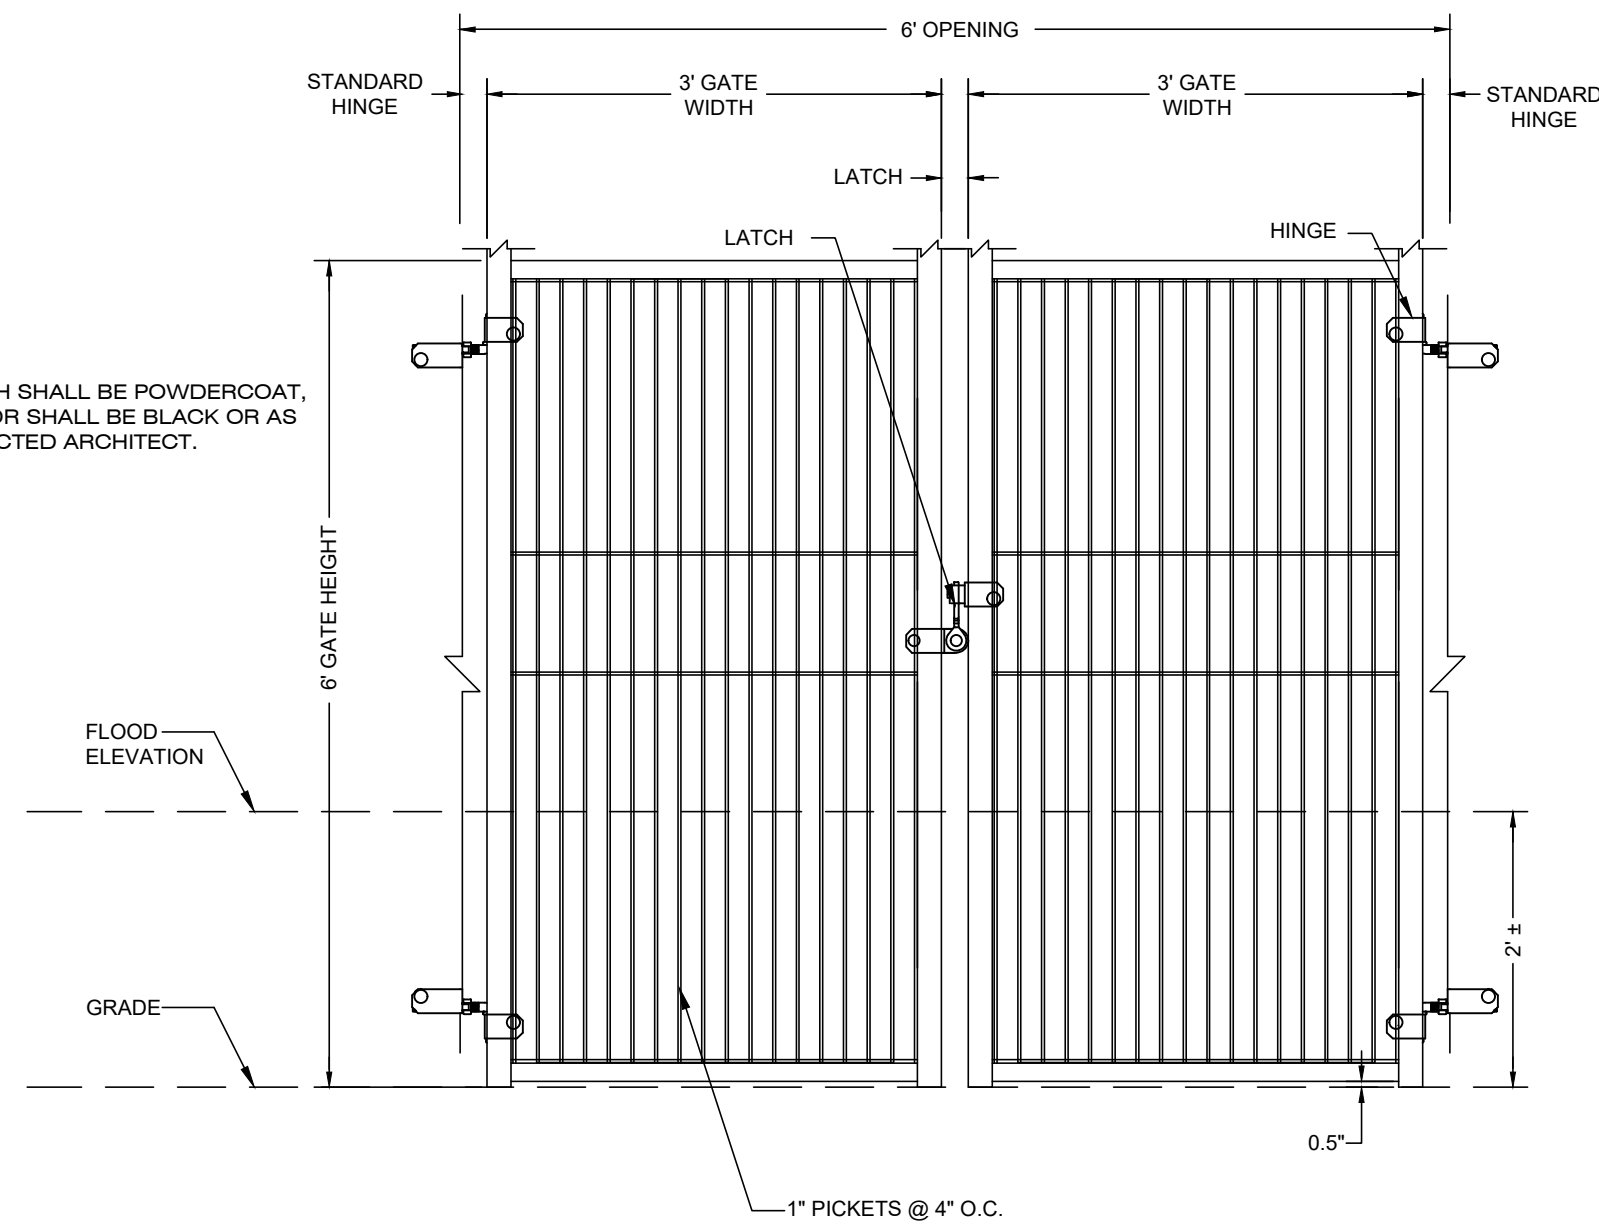 6' OPENING
STANDARD
HINGE
3' GATE
WIDTH
3' GATE
WIDTH
STANDARD
HINGE
LATCH
LATCH
HINGE
SHALL BE POWDERCOAT,
SHALL BE BLACK OR AS
ARCHITECT.
6' GATE HEIGHT
FLOOD
ELEVATION
2' ±
GRADE
0.5"
1" PICKETS @ 4" O.C.